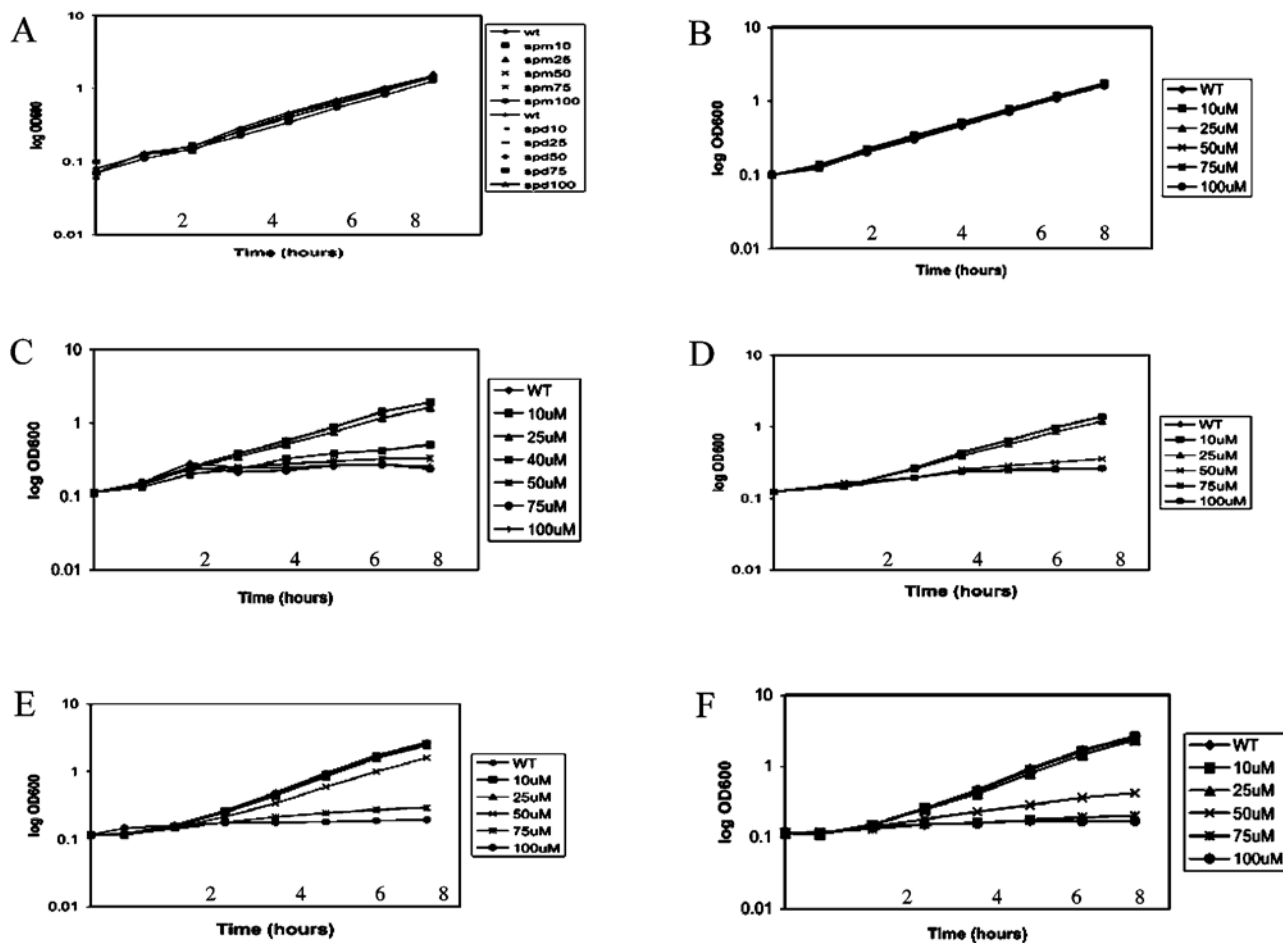 A
10
1
0.1
0.01
log OD600
2 4 6 8
Time (hours)
wt
spm10
spm25
spm50
spm75
spm100
wt
spd10
spd25
spd50
spd75
spd100
B
10
1
0.1
0.01
log OD600
2 4 6 8
Time (hours)
WT
10uM
25uM
50uM
75uM
100uM
C
10
1
0.1
0.01
log OD600
2 4 6 8
Time (hours)
WT
10uM
25uM
40uM
50uM
75uM
100uM
D
10
1
0.1
0.01
log OD600
2 4 6 8
Time (hours)
WT
10uM
25uM
50uM
75uM
100uM
E
10
1
0.1
0.01
log OD600
2 4 6 8
Time (hours)
WT
10uM
25uM
50uM
75uM
100uM
F
10
1
0.1
0.01
log OD600
2 4 6 8
Time (hours)
WT
10uM
25uM
50uM
75uM
100uM